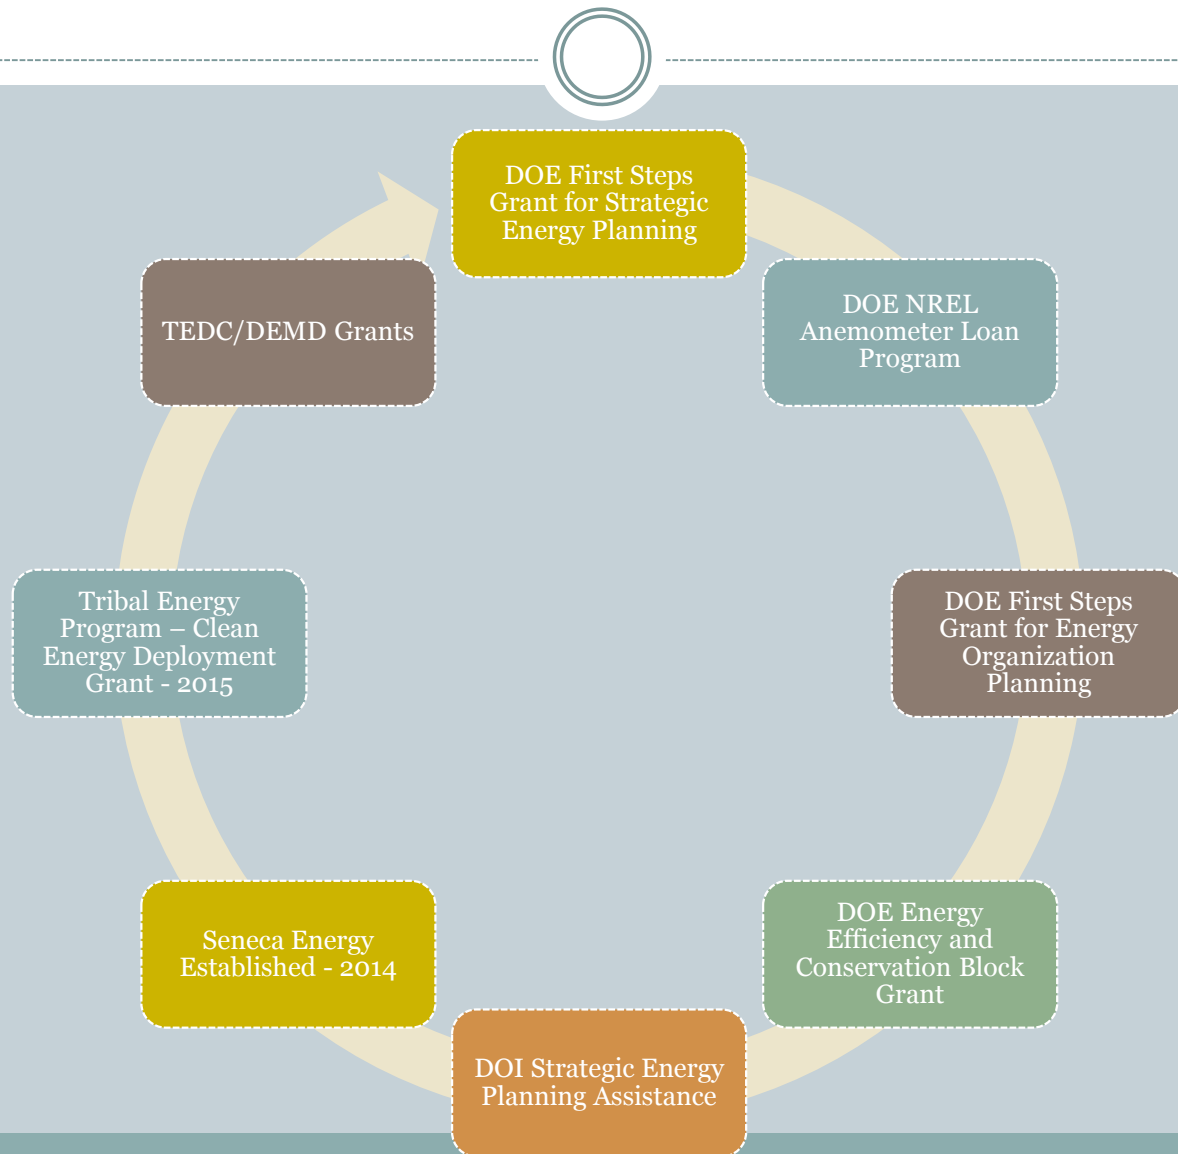 DOE First Steps
Grant for Strategic
Energy Planning
DOE NREL
Anemometer Loan
Program
DOE First Steps
Grant for Energy
Organization
Planning
DOE Energy
Efficiency and
Conservation Block
Grant
DOI Strategic Energy
Planning Assistance
Seneca Energy
Established - 2014
Tribal Energy
Program – Clean
Energy Deployment
Grant - 2015
TEDC/DEMD Grants